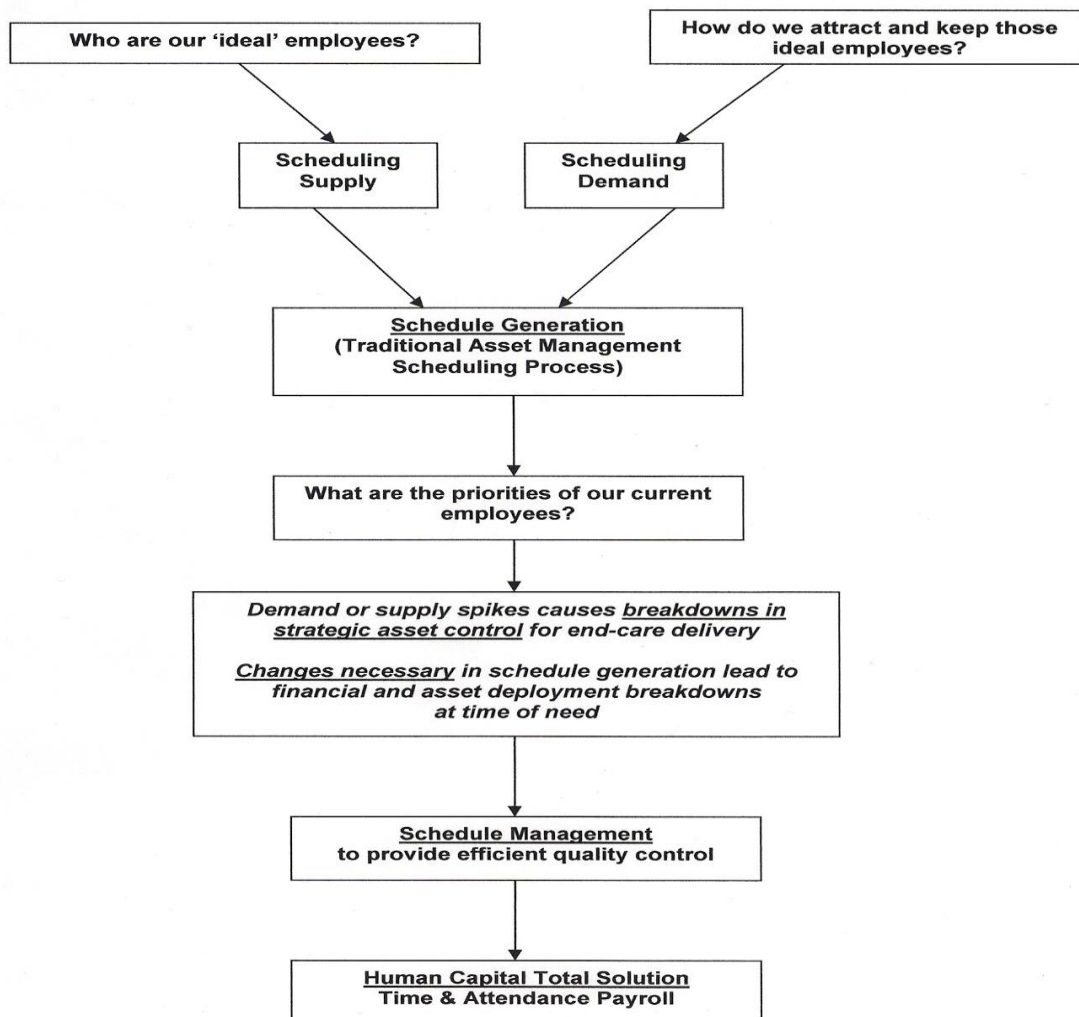 Who are our ‘ideal’ employees?
How do we attract and keep those
ideal employees?
Scheduling
Supply
Scheduling
Demand
Schedule Generation
(Traditional Asset Management
Scheduling Process)
What are the priorities of our current
employees?
Demand or supply spikes causes breakdowns in
strategic asset control for end-care delivery
Changes necessary in schedule generation lead to
financial and asset deployment breakdowns
at time of need
Schedule Management
to provide efficient quality control
Human Capital Total Solution
Time & Attendance Payroll